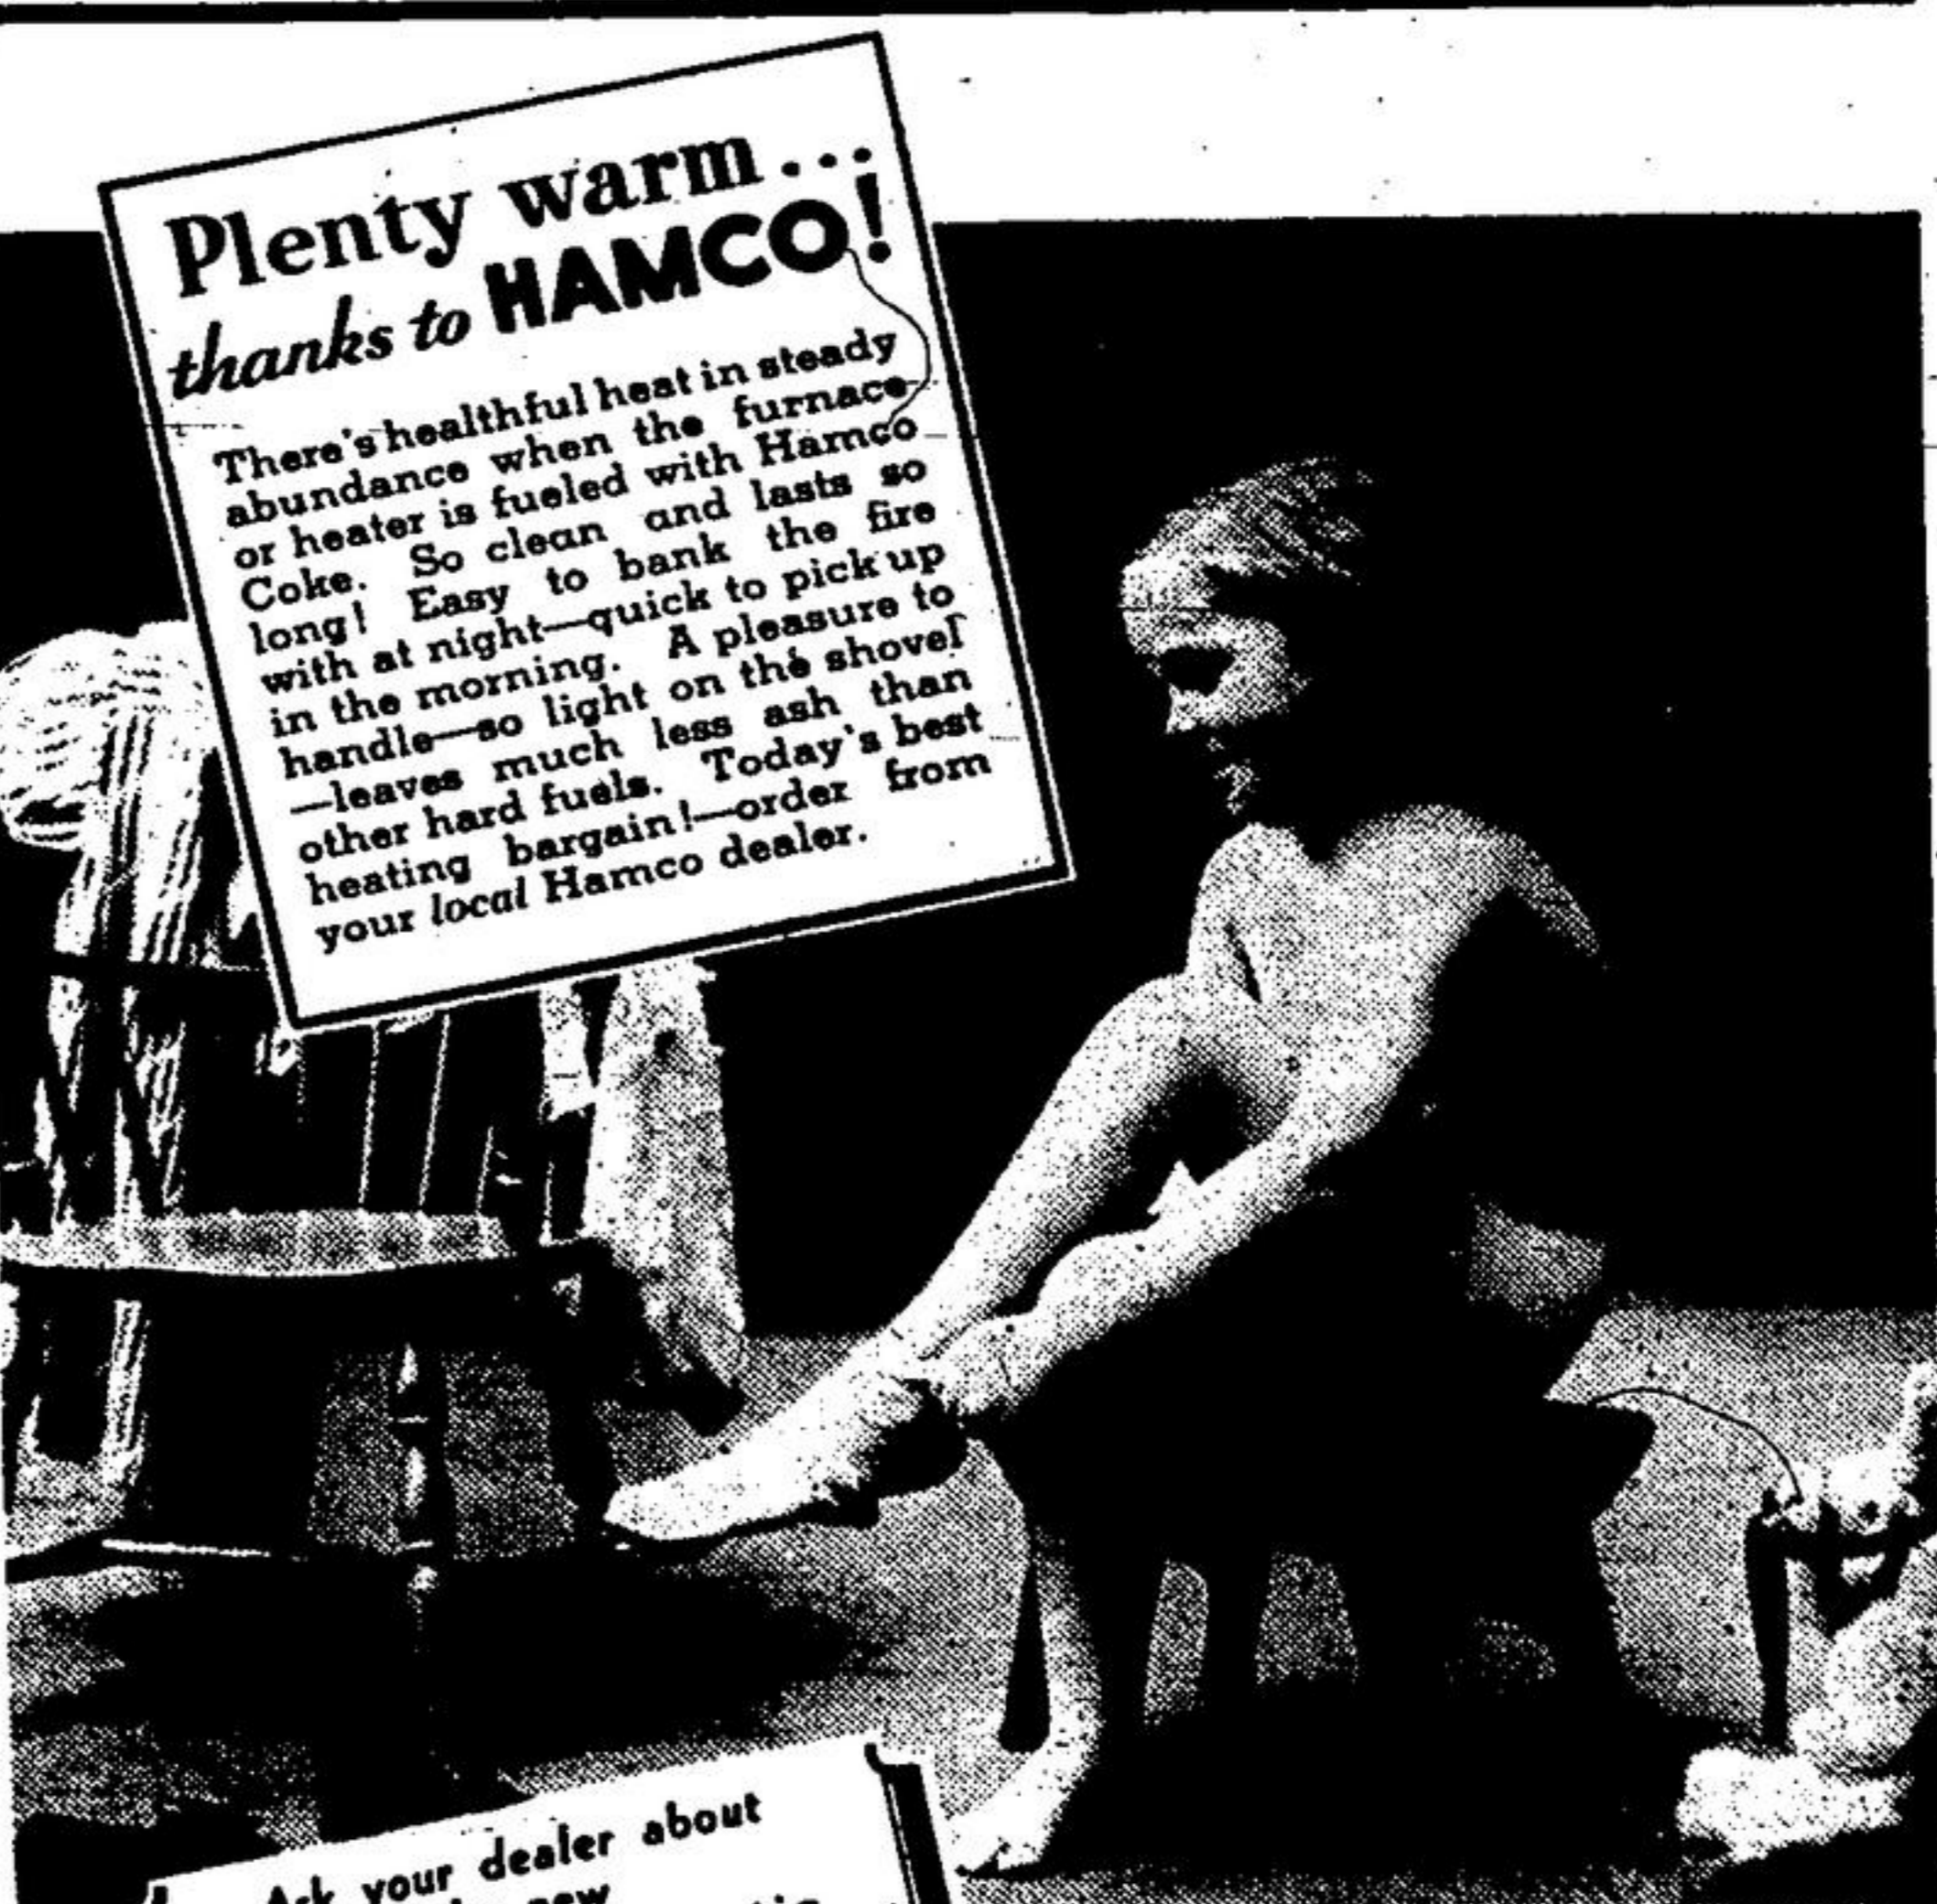 Plenty warm...
thanks to HAMCO!
There's healthful heat in steady
abundance when the furnace
or heater is fueled with Hamco
Coke. So clean and lasts so
long! Easy to bank the fire
with at night—quick to pick up
in the morning. A pleasure to
handle—so light on the shovel
—leaves much less ash than
other hard fuels. Today's best
heating bargain!—order from
your local Hamco dealer.
Ask your dealer about
new